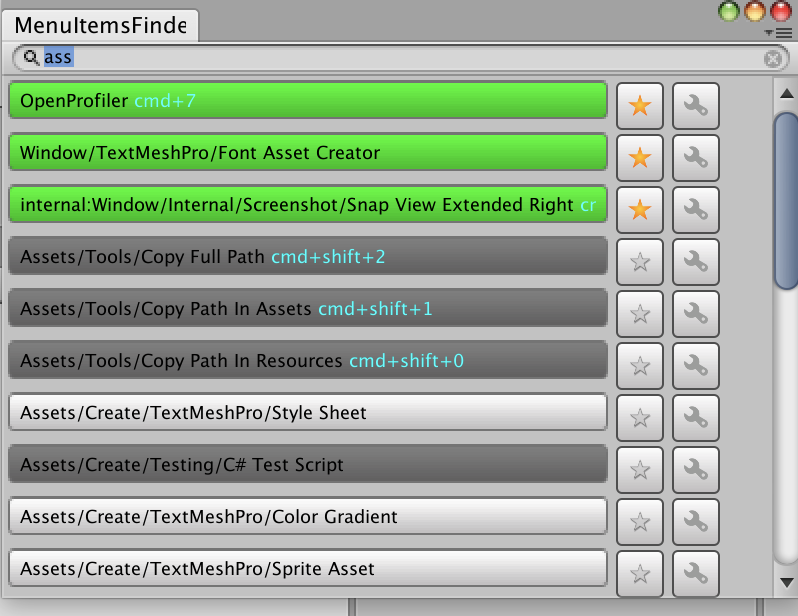 MenuItemsFinde
ass
OpenProfiler cmd+7
Window/TextMeshPro/Font Asset Creator
internal:Window/Internal/Screenshot/Snap View Extended Right cr
Assets/Tools/Copy Full Path cmd+shift+2
Assets/Tools/Copy Path In Assets cmd+shift+1
Assets/Tools/Copy Path In Resources cmd+shift+0
Assets/Create/TextMeshPro/Style Sheet
Assets/Create/Testing/C# Test Script
Assets/Create/TextMeshPro/Color Gradient
Assets/Create/TextMeshPro/Sprite Asset